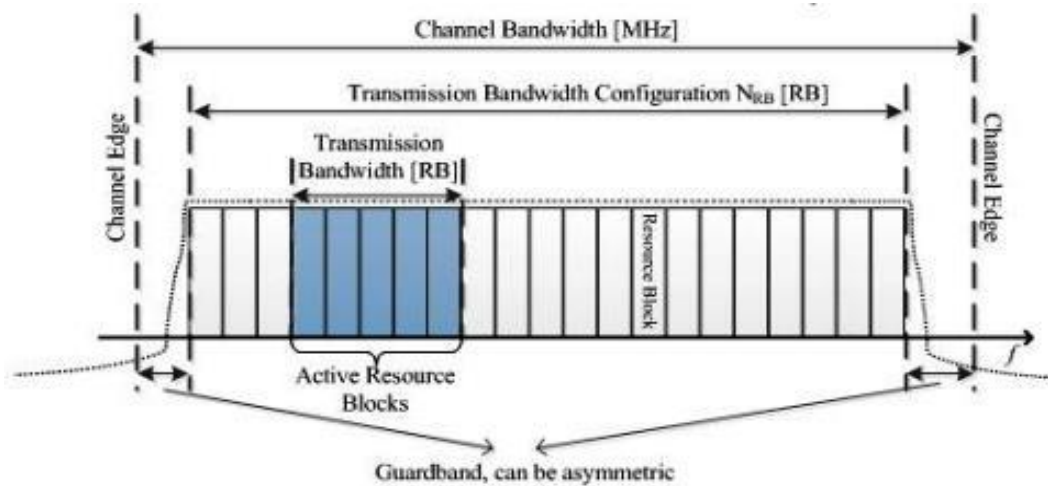 Channel Bandwidth [MHz]
Transmission Bandwidth Configuration N_RB [RB]
Transmission
Bandwidth [RB]
Channel Edge
Channel Edge
Resource Block
f
Active Resource
Blocks
Guardband, can be asymmetric